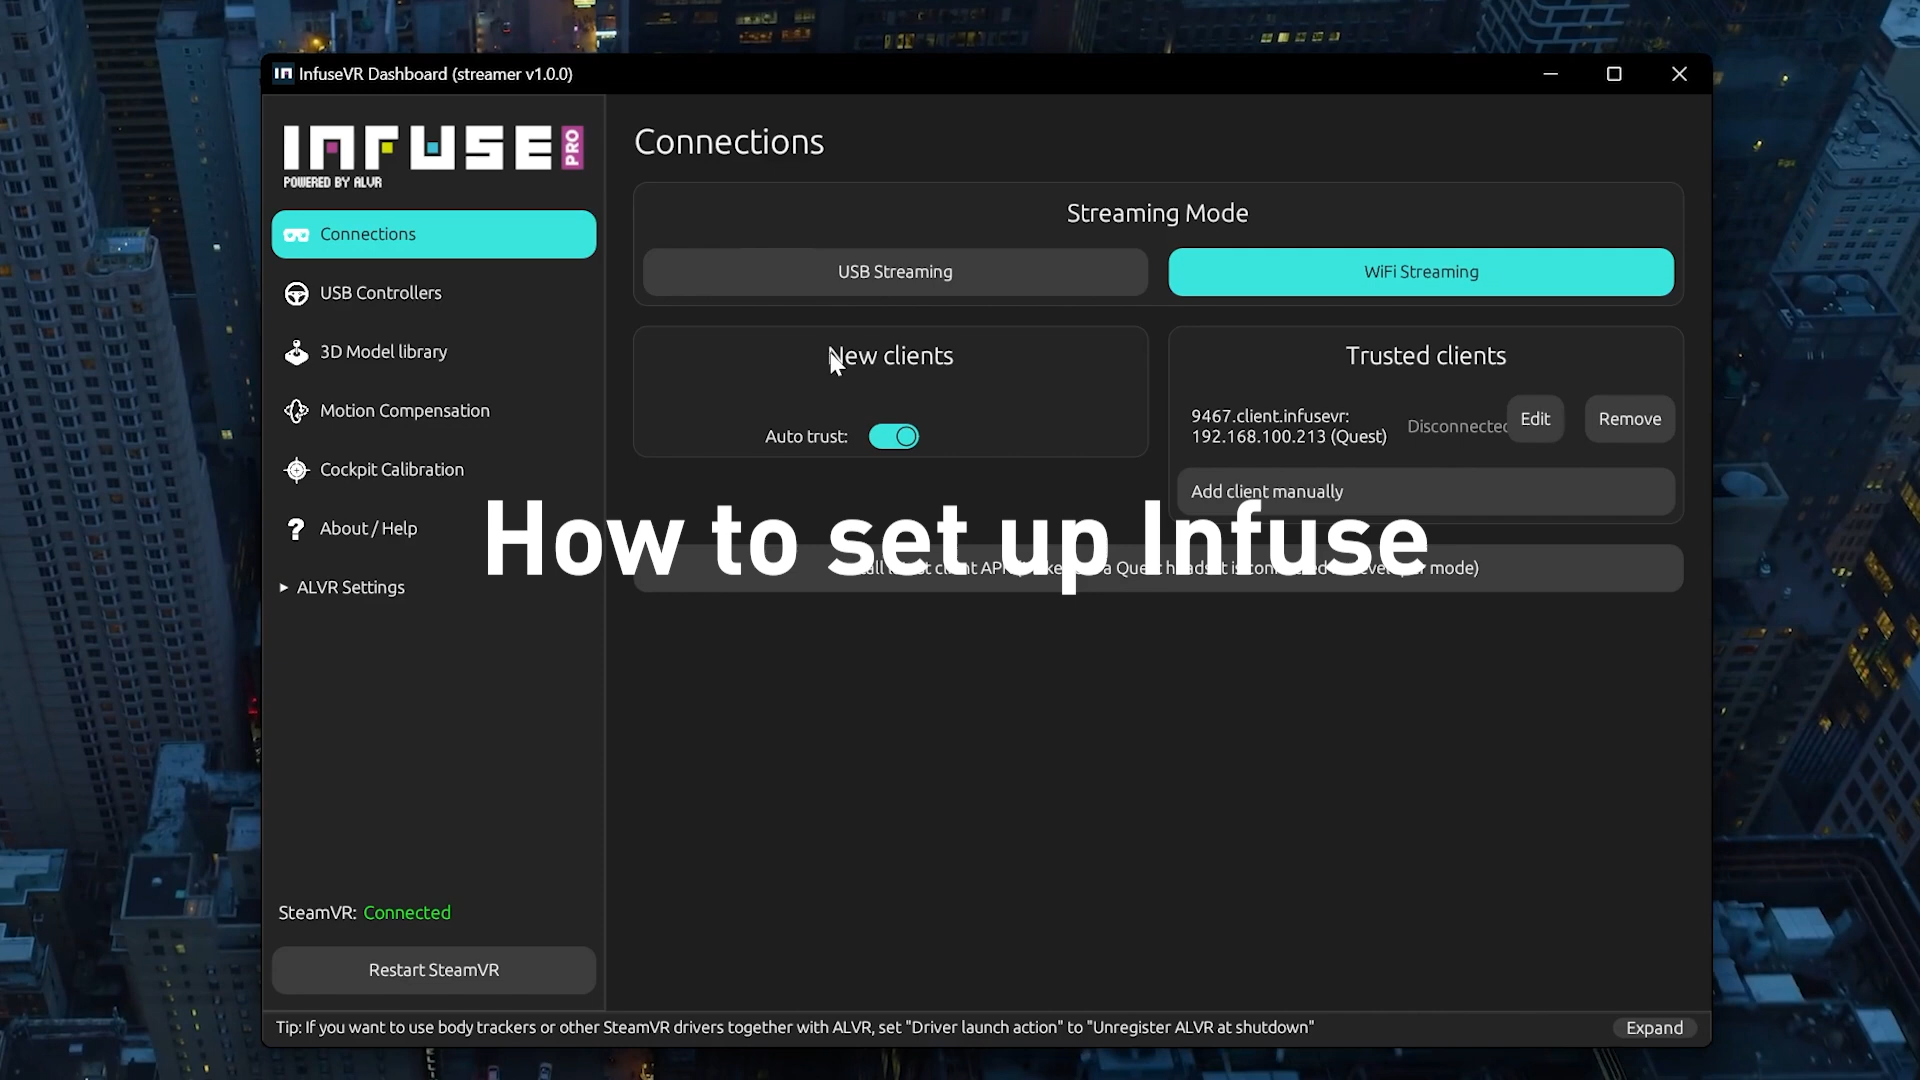 InfuseVR Dashboard (streamer v1.0.0)
INFUSE PRO
POWERED BY ALVR
Connections
USB Controllers
3D Model library
Motion Compensation
Cockpit Calibration
About / Help
ALVR Settings
SteamVR: Connected
Restart SteamVR
Connections
Streaming Mode
USB Streaming
WiFi Streaming
New clients
Auto trust:
Trusted clients
9467.client.infusevr:
192.168.100.213 (Quest)
Disconnected
Edit
Remove
Add client manually
How to set up Infuse
a headset is connected mode)
Tip: If you want to use body trackers or other SteamVR drivers together with ALVR, set "Driver launch action" to "Unregister ALVR at shutdown"
Expand